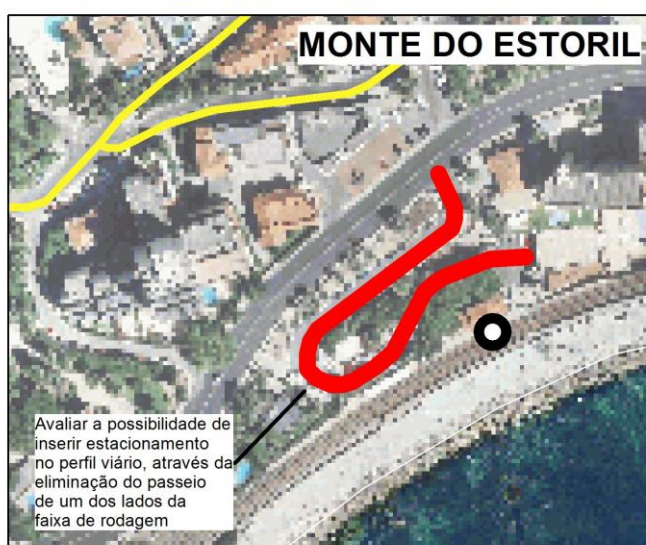 MONTE DO ESTORIL
Avaliar a possibilidade de
inserir estacionamento
no perfil viário, através da
eliminação do passeio
de um dos lados da
faixa de rodagem